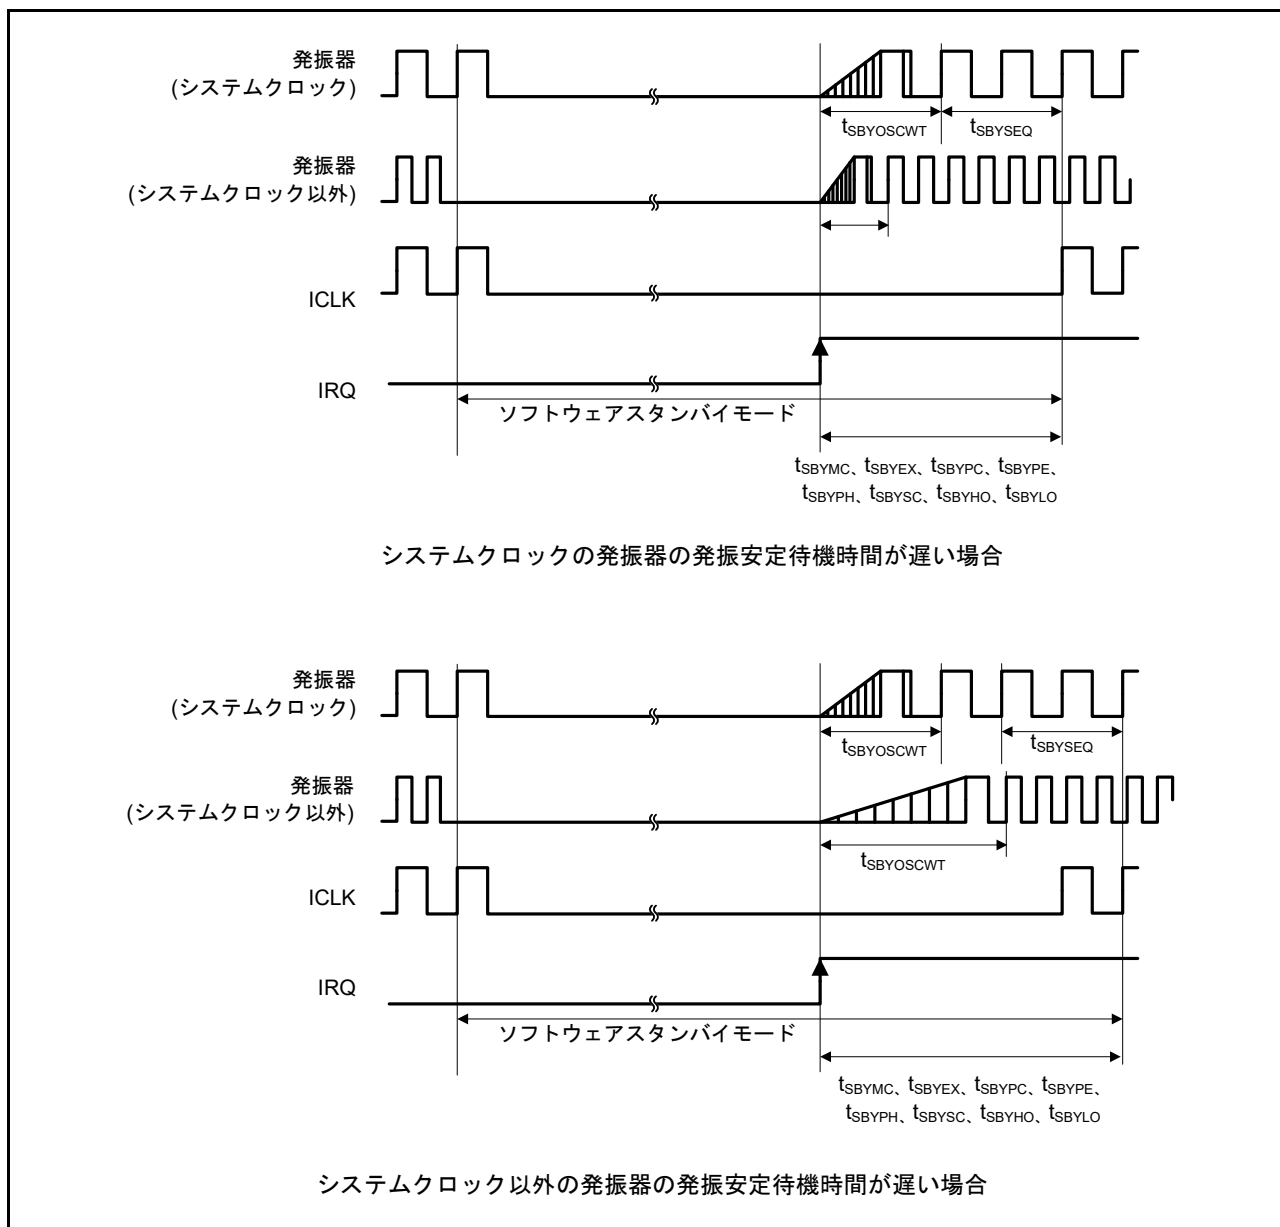 発振器
(システムクロック)
tSBYOSCWT
tSBYSEQ
発振器
(システムクロック以外)
ICLK
IRQ
ソフトウェアスタンバイモード
tSBYMC、tSBYEX、tSBYPC、tSBYPE、
tSBYPH、tSBYSC、tSBYHO、tSBYLO
システムクロックの発振器の発振安定待機時間が遅い場合
発振器
(システムクロック)
tSBYOSCWT
tSBYSEQ
発振器
(システムクロック以外)
tSBYOSCWT
ICLK
IRQ
ソフトウェアスタンバイモード
tSBYMC、tSBYEX、tSBYPC、tSBYPE、
tSBYPH、tSBYSC、tSBYHO、tSBYLO
システムクロック以外の発振器の発振安定待機時間が遅い場合